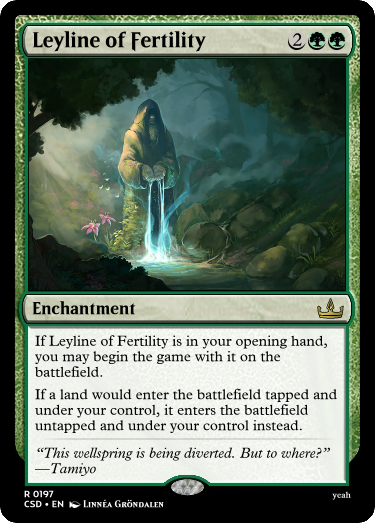 Leyline of Fertility 2
Enchantment
If Leyline of Fertility is in your opening hand,
you may begin the game with it on the
battlefield.
If a land would enter the battlefield tapped and
under your control, it enters the battlefield
untapped and under your control instead.
“This wellspring is being diverted. But to where?”
—Tamiyo
R 0197
CSD • EN Linnéa Gröndalen
yeah